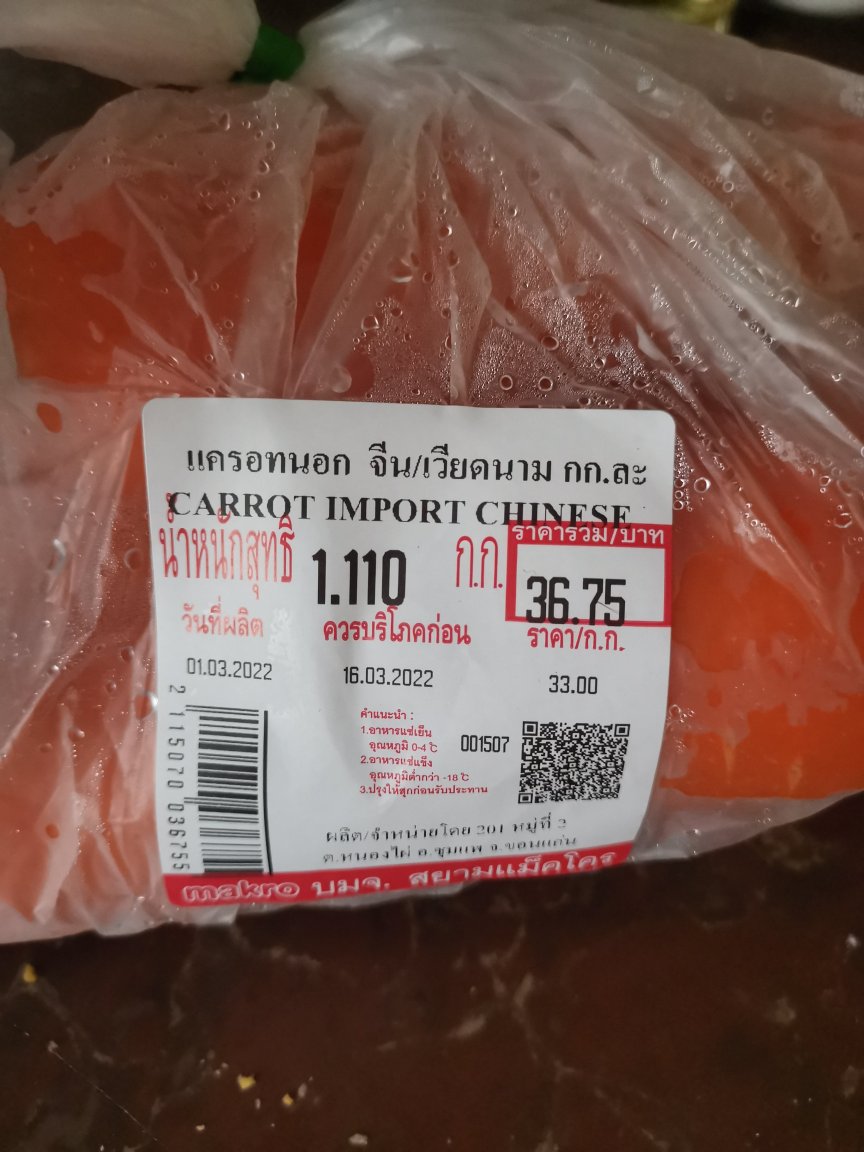 แครอทนอก จีน/เวียดนาม กก.ละ
CARROT IMPORT CHINESE
น้ำหนักสุทธิ 1.110 ก.ก.
ราคารวม/บาท
36.75
วันที่ผลิต
01.03.2022
ควรบริโภคก่อน
16.03.2022
ราคา/ก.ก.
33.00
2 115070 036755
คำแนะนำ :
1.อาหารแช่เย็น
อุณหภูมิ 0-4 ํC
2.อาหารแช่แข็ง
อุณหภูมิต่ำกว่า -18 ํC
3.ปรุงให้สุกก่อนรับประทาน
001507
ผลิต/จำหน่ายโดย 201 หมู่ที่ 2
ต.หนองไผ่ อ.ชุมแพ จ.ขอนแก่น
makro บมจ. สยามแม็คโคร